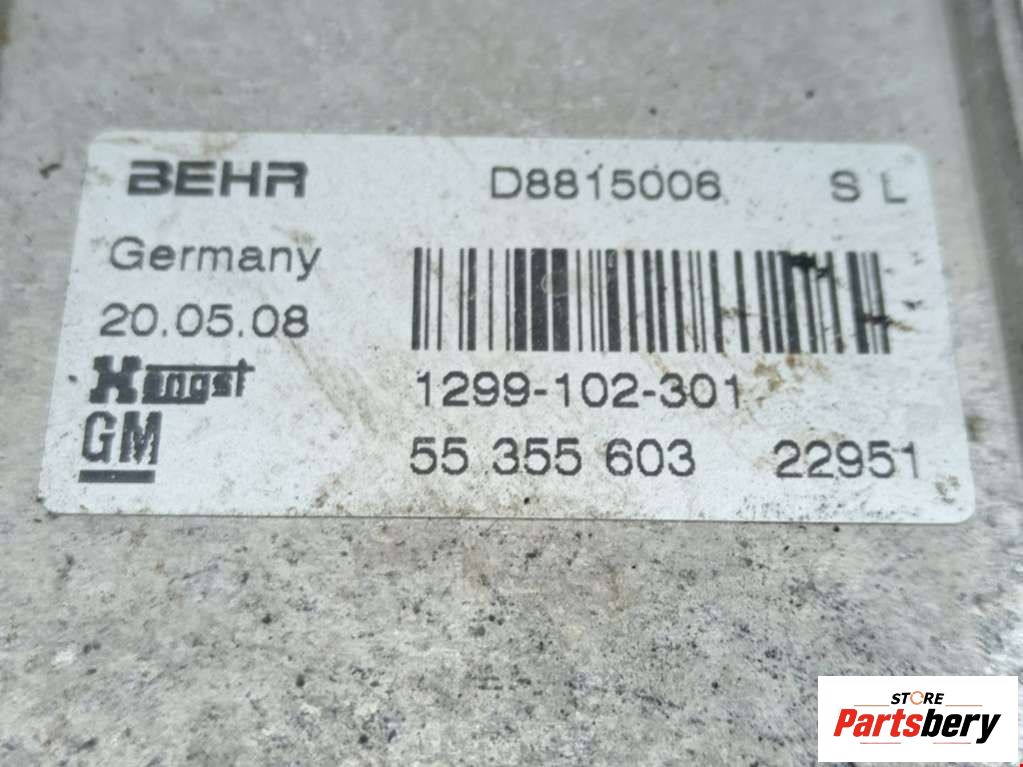 BEHR D8815006 S L
Germany
20.05.08
Hengst 1299-102-301
GM 55 355 603 22951
STORE
Partsbery